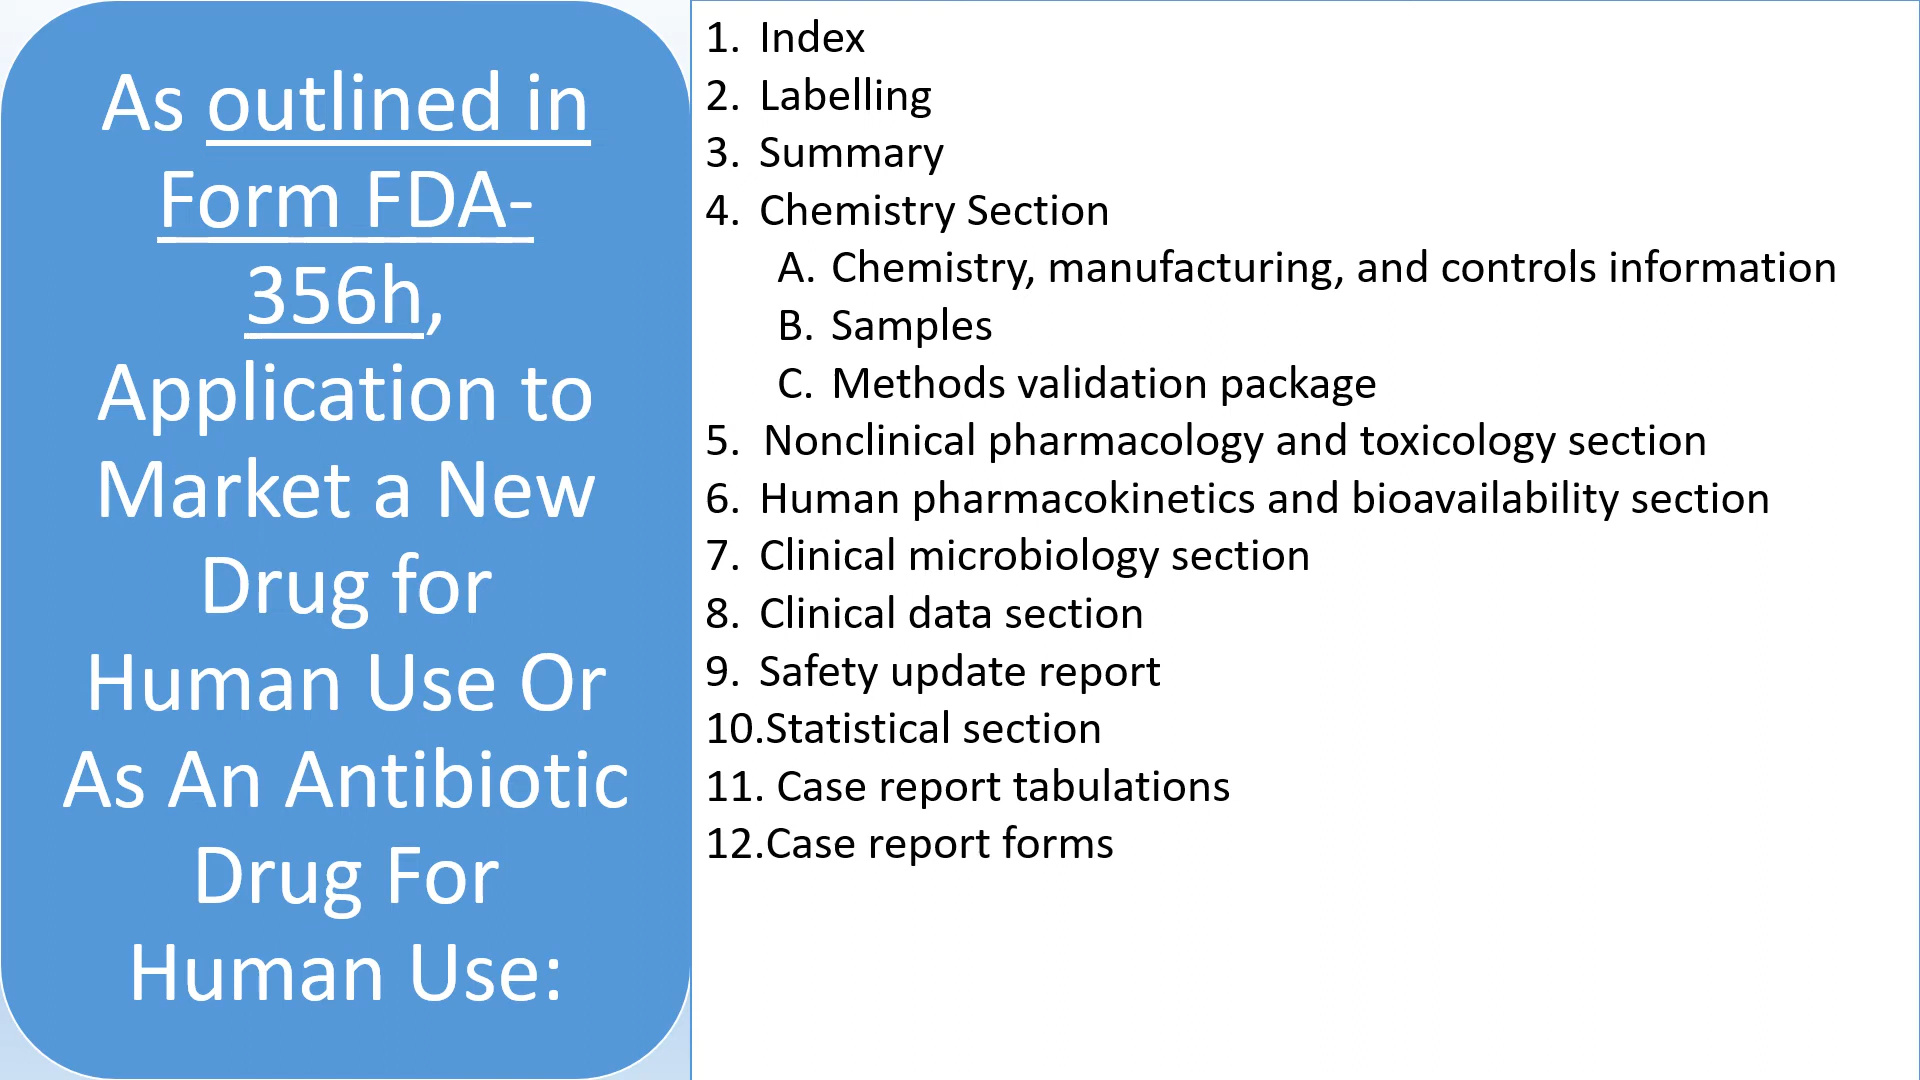 As outlined in
Form FDA-
356h,
Application to
Market a New
Drug for
Human Use Or
As An Antibiotic
Drug For
Human Use:
1. Index
2. Labelling
3. Summary
4. Chemistry Section
A. Chemistry, manufacturing, and controls information
B. Samples
C. Methods validation package
5. Nonclinical pharmacology and toxicology section
6. Human pharmacokinetics and bioavailability section
7. Clinical microbiology section
8. Clinical data section
9. Safety update report
10.Statistical section
11. Case report tabulations
12.Case report forms